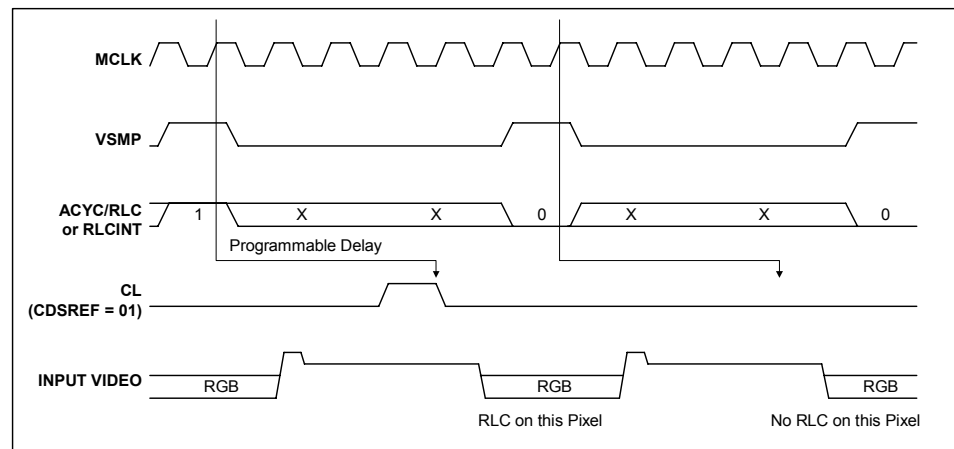 MCLK
VSMP
ACYC/RLC
or RLCINT
1 X X 0 X X 0
Programmable Delay
CL
(CDSREF = 01)
INPUT VIDEO
RGB RGB RGB
RLC on this Pixel No RLC on this Pixel